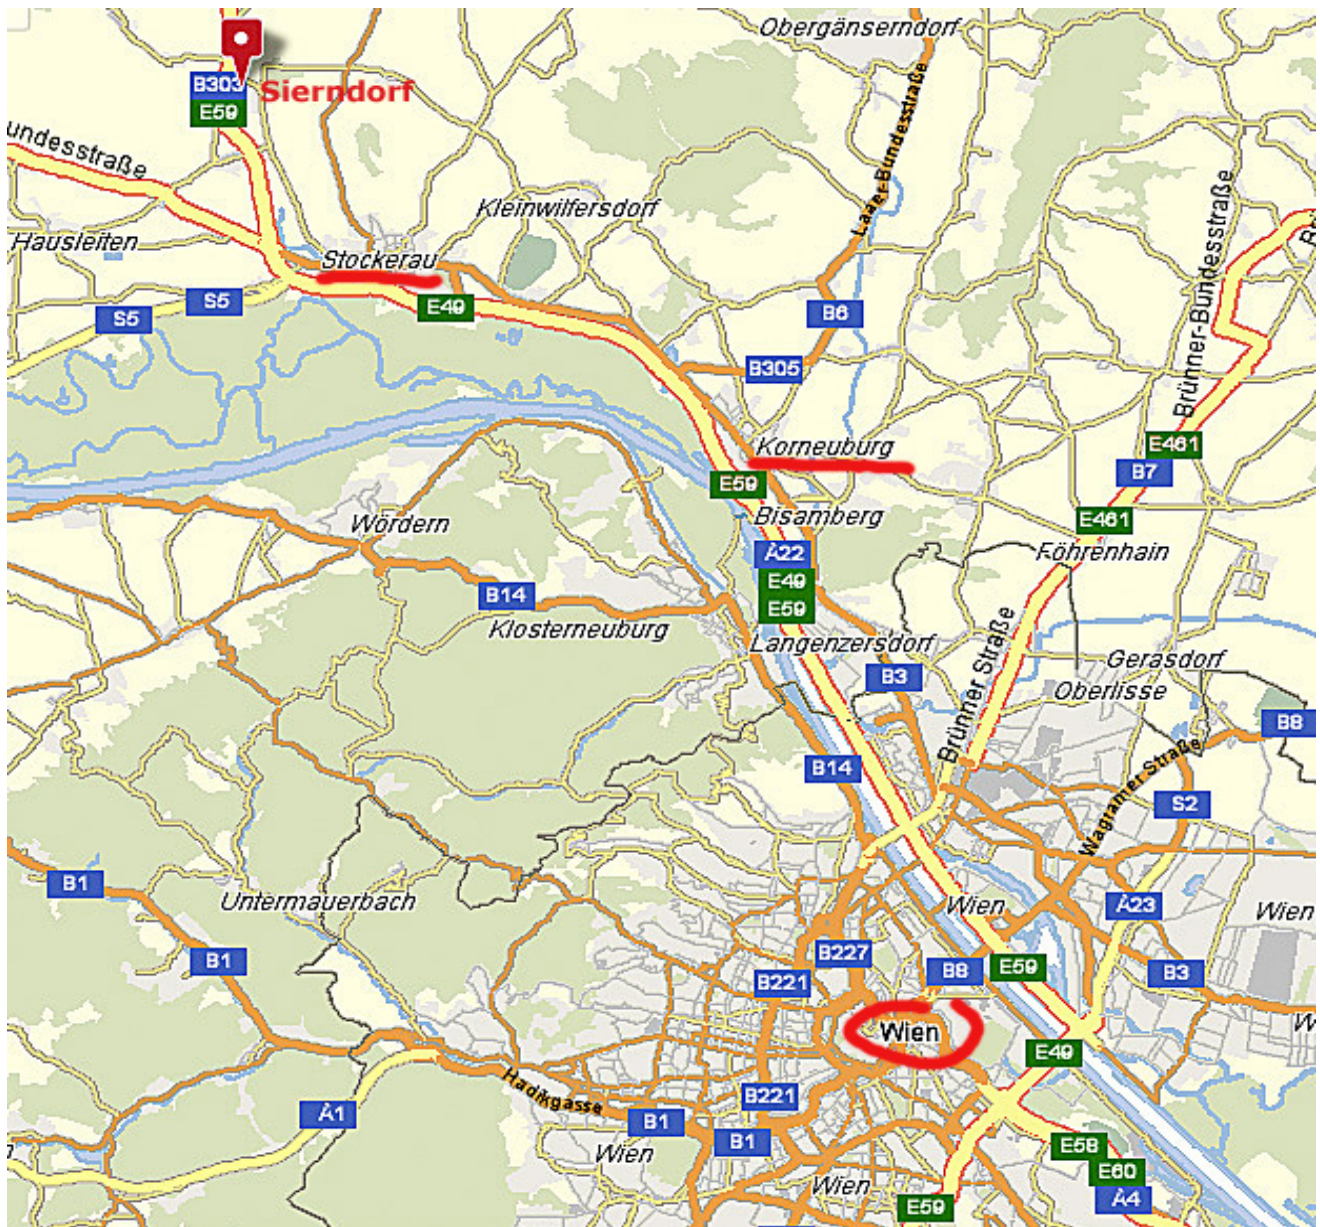 Obergänserndorf
B303
Sierndorf
E59
undesstraße
Laaer-Bundesstraße
Kleinwilfersdorf
Brünner-Bundesstraße
Hausleiten
Stockerau
S5
S5
E49
B6
B305
Korneuburg
E461
B7
E59
Bisamberg
E461
Wördern
A22
Föhrenhain
E49
B14
E59
Klosterneuburg
Langenzersdorf
Brünner Straße
Gerasdorf
B3
Oberlisse
B8
Wagramer Straße
B14
S2
B1
Untermauerbach
Wien
A23
Wien
B227
B1
B221
B8
E59
B3
Wien
W
E49
Hadikgasse
B221
A1
B1
B1
E58
Wien
E60
Wien
A4
E59